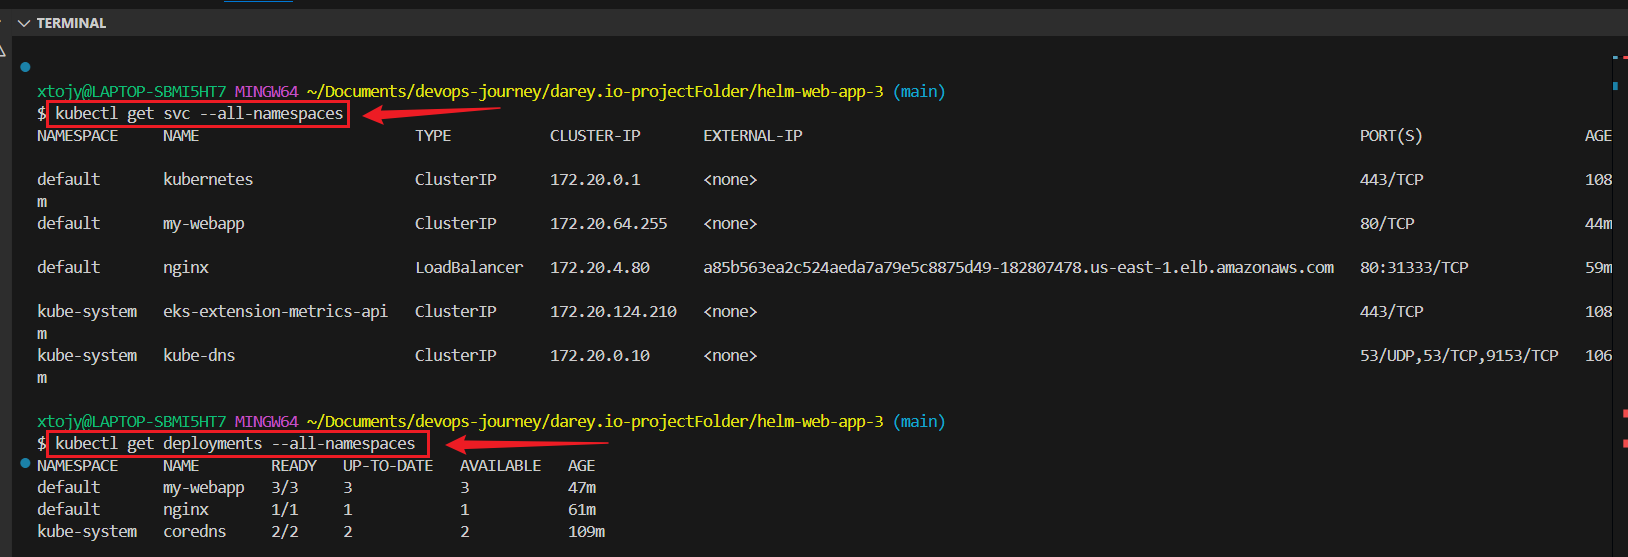 TERMINAL
xtojy@LAPTOP-SBMI5HT7 MINGW64 ~/Documents/devops-journey/darey.io-projectFolder/helm-web-app-3 (main)
$ kubectl get svc --all-namespaces
NAMESPACE NAME TYPE CLUSTER-IP EXTERNAL-IP PORT(S) AGE
default kubernetes ClusterIP 172.20.0.1 <none> 443/TCP 108
m
default my-webapp ClusterIP 172.20.64.255 <none> 80/TCP 44m
default nginx LoadBalancer 172.20.4.80 a85b563ea2c524aeda7a79e5c8875d49-182807478.us-east-1.elb.amazonaws.com 80:31333/TCP 59m
kube-system eks-extension-metrics-api ClusterIP 172.20.124.210 <none> 443/TCP 108
m
kube-system kube-dns ClusterIP 172.20.0.10 <none> 53/UDP,53/TCP,9153/TCP 106
m
xtojy@LAPTOP-SBMI5HT7 MINGW64 ~/Documents/devops-journey/darey.io-projectFolder/helm-web-app-3 (main)
$ kubectl get deployments --all-namespaces
NAMESPACE NAME READY UP-TO-DATE AVAILABLE AGE
default my-webapp 3/3 3 3 47m
default nginx 1/1 1 1 61m
kube-system coredns 2/2 2 2 109m